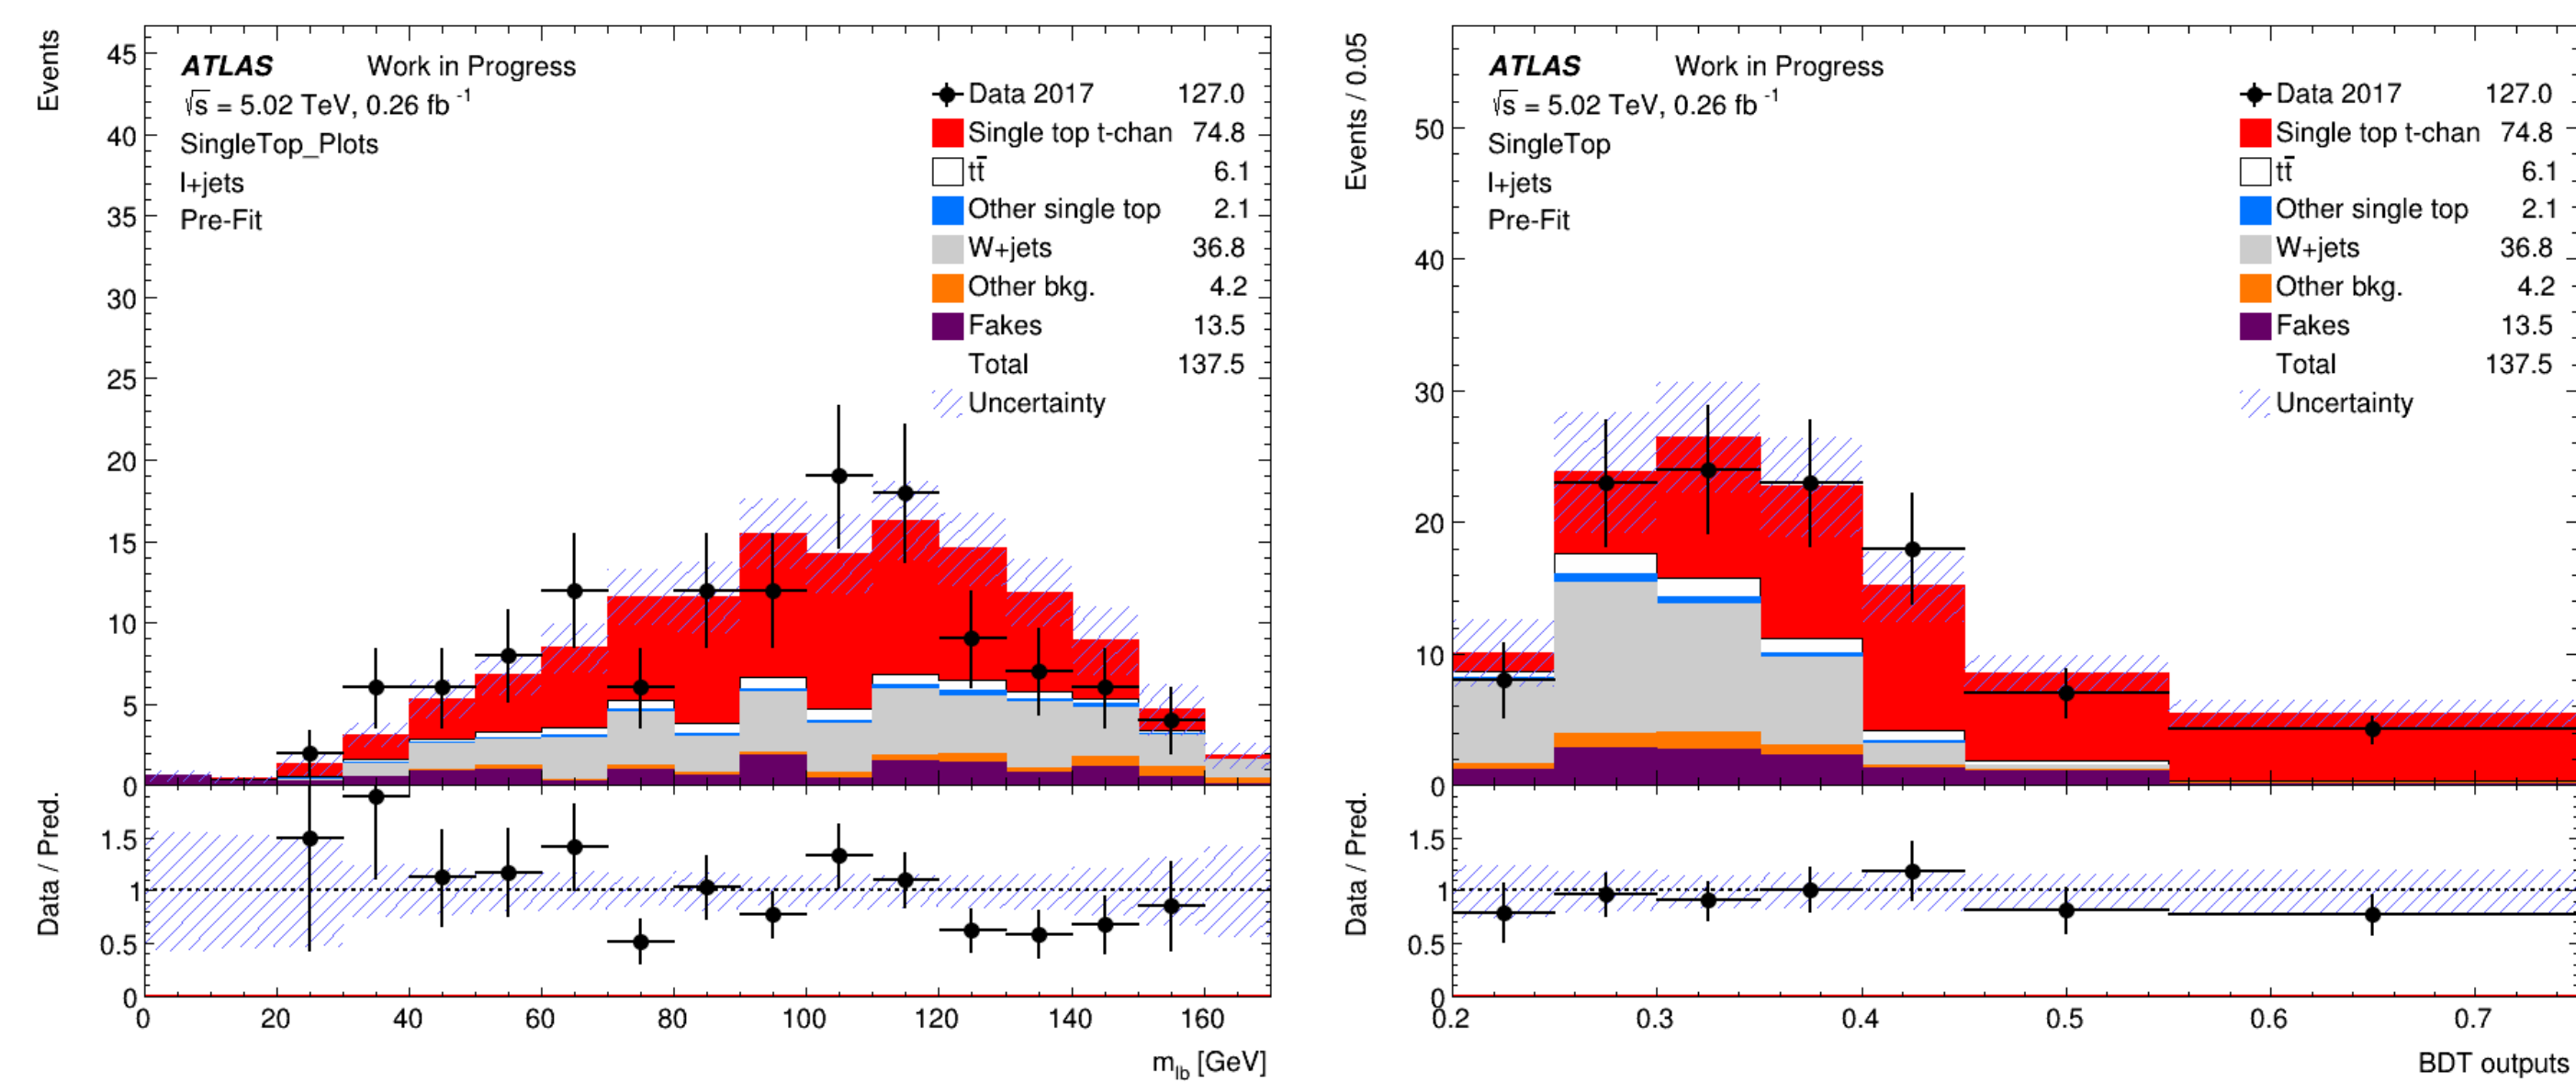 Events
45
40
35
30
25
20
15
10
5
0
ATLAS Work in Progress
√s = 5.02 TeV, 0.26 fb⁻¹
SingleTop_Plots
l+jets
Pre-Fit
Data 2017 127.0
Single top t-chan 74.8
tt̄ 6.1
Other single top 2.1
W+jets 36.8
Other bkg. 4.2
Fakes 13.5
Total 137.5
Uncertainty
Data / Pred.
1.5
1
0.5
0
0 20 40 60 80 100 120 140 160
m_lb [GeV]
Events / 0.05
50
40
30
20
10
0
ATLAS Work in Progress
√s = 5.02 TeV, 0.26 fb⁻¹
SingleTop
l+jets
Pre-Fit
Data 2017 127.0
Single top t-chan 74.8
tt̄ 6.1
Other single top 2.1
W+jets 36.8
Other bkg. 4.2
Fakes 13.5
Total 137.5
Uncertainty
Data / Pred.
1.5
1
0.5
0
0.2 0.3 0.4 0.5 0.6 0.7
BDT outputs